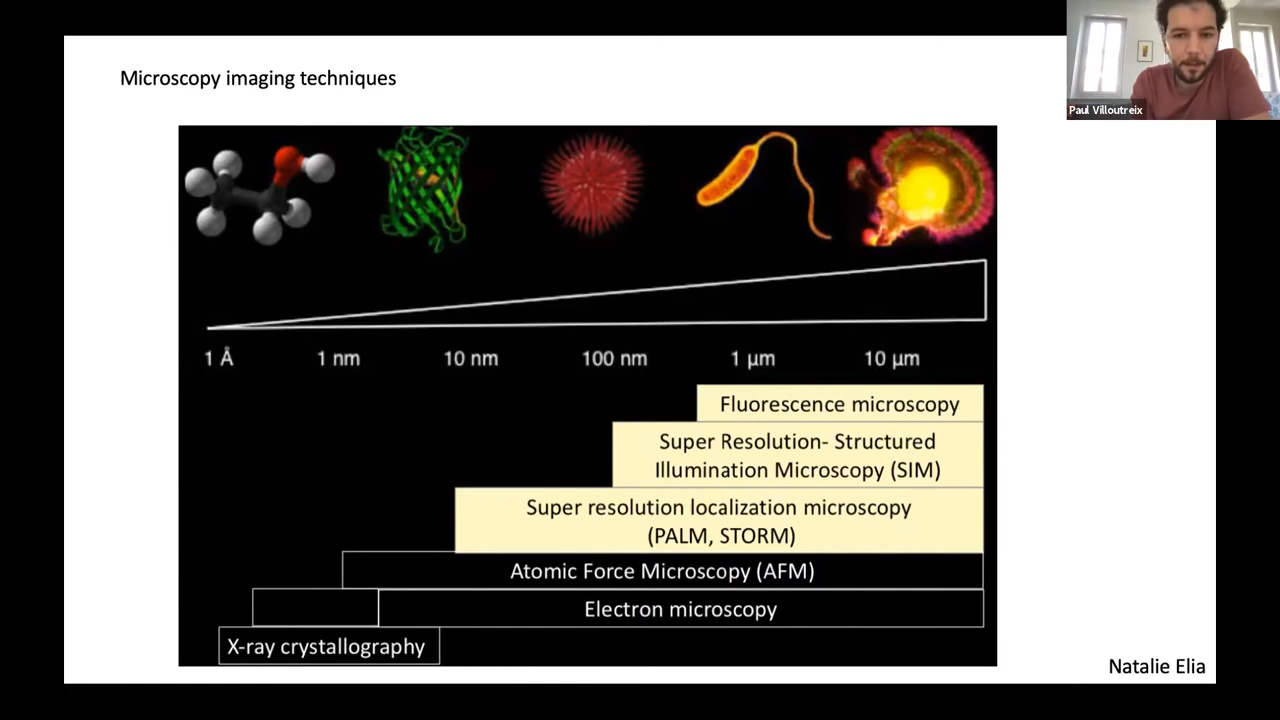 Microscopy imaging techniques
Paul Villoutreix
1 Å 1 nm 10 nm 100 nm 1 µm 10 µm
Fluorescence microscopy
Super Resolution- Structured
Illumination Microscopy (SIM)
Super resolution localization microscopy
(PALM, STORM)
Atomic Force Microscopy (AFM)
Electron microscopy
X-ray crystallography
Natalie Elia